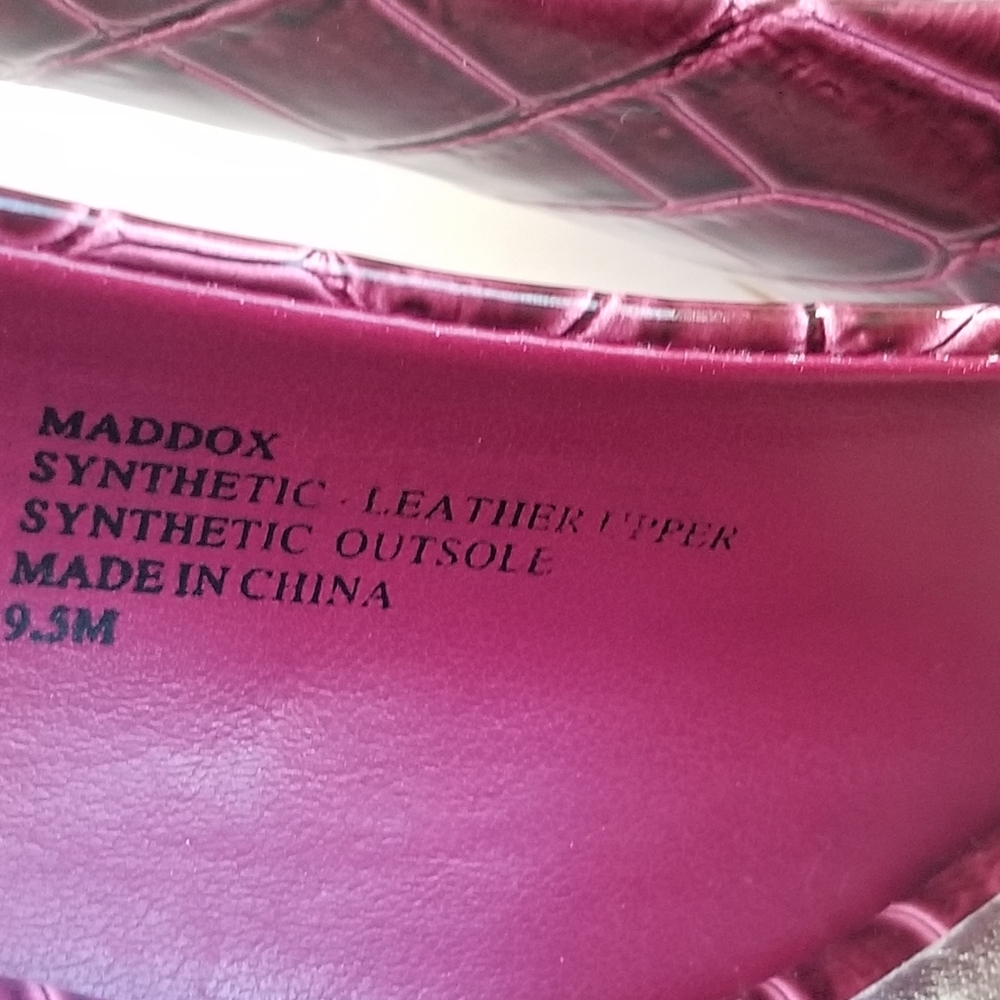 MADDOX
SYNTHETIC - LEATHER UPPER
SYNTHETIC OUTSOLE
MADE IN CHINA
9.5M